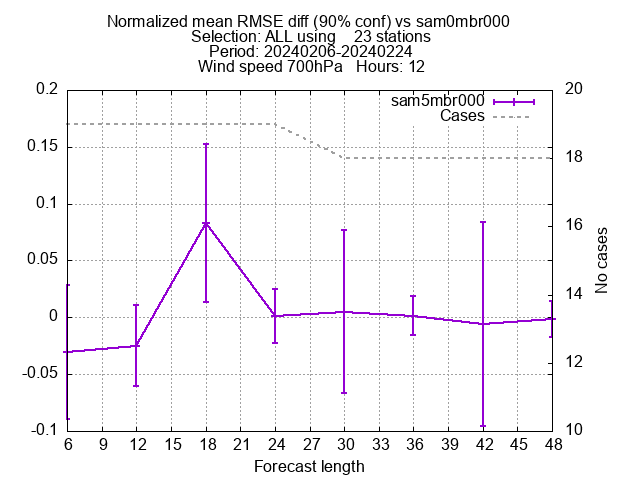 Normalized mean RMSE diff (90% conf) vs sam0mbr000
Selection: ALL using    23 stations
Period: 20240206-20240224
Wind speed 700hPa   Hours: 12
sam5mbr000
Cases
0.2
0.15
0.1
0.05
0
-0.05
-0.1
20
18
16
14
12
10
No cases
6 9 12 15 18 21 24 27 30 33 36 39 42 45 48
Forecast length